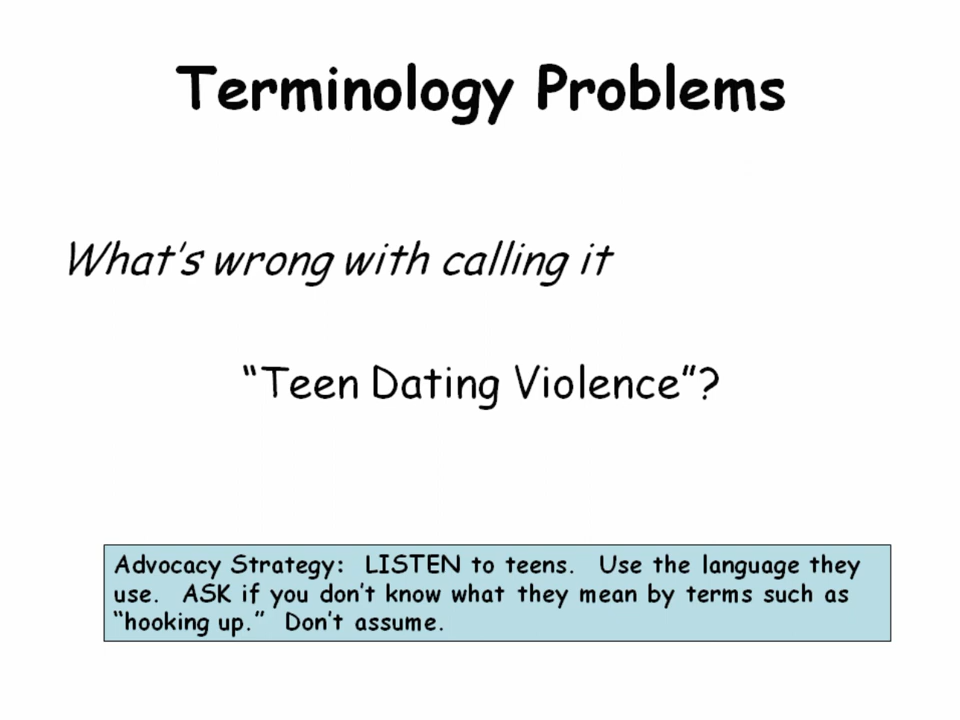 Terminology Problems
What's wrong with calling it
“Teen Dating Violence”?
Advocacy Strategy:  LISTEN to teens.  Use the language they
use.  ASK if you don't know what they mean by terms such as
“hooking up.”  Don't assume.